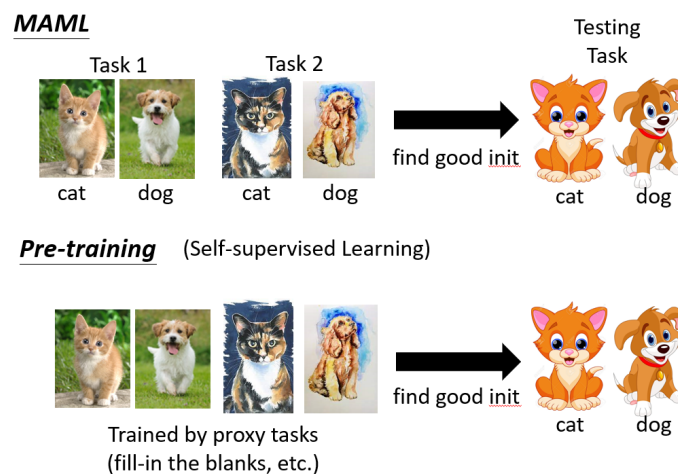 MAML
Testing
Task
Task 1
Task 2
find good init
cat
dog
cat
dog
cat
dog
Pre-training (Self-supervised Learning)
find good init
cat
dog
Trained by proxy tasks
(fill-in the blanks, etc.)